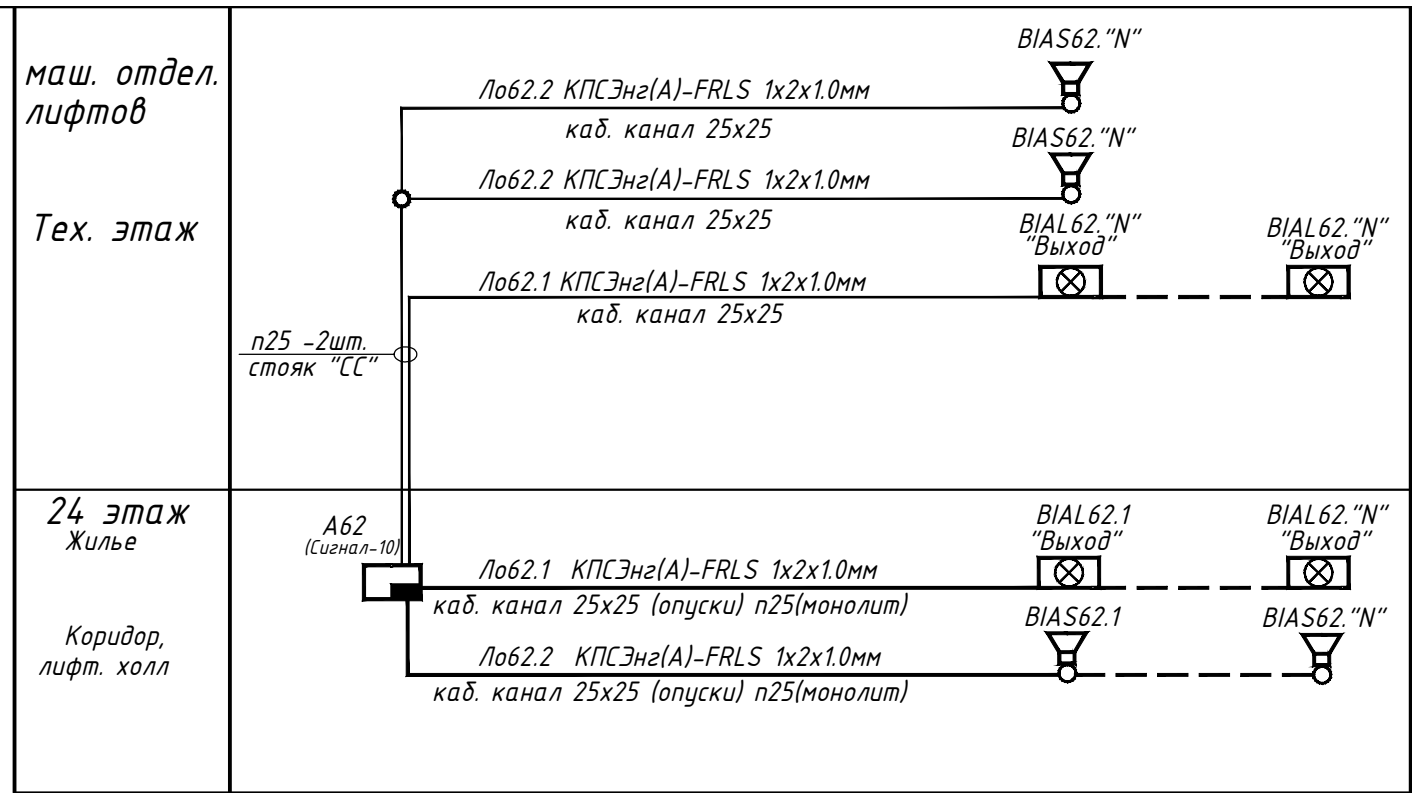 маш. отдел.
лифтов
BIAS62."N"
Ло62.2 КПСЭнг(А)-FRLS 1х2х1.0мм
каб. канал 25х25
BIAS62."N"
Ло62.2 КПСЭнг(А)-FRLS 1х2х1.0мм
каб. канал 25х25
Тех. этаж
BIAL62."N"
"Выход"
BIAL62."N"
"Выход"
Ло62.1 КПСЭнг(А)-FRLS 1х2х1.0мм
каб. канал 25х25
п25 -2шт.
стояк "СС"
24 этаж
Жилье
А62
(Сигнал-10)
BIAL62.1
"Выход"
BIAL62."N"
"Выход"
Ло62.1 КПСЭнг(А)-FRLS 1х2х1.0мм
каб. канал 25х25 (опуски) п25(монолит)
Коридор,
лифт. холл
BIAS62.1
BIAS62."N"
Ло62.2 КПСЭнг(А)-FRLS 1х2х1.0мм
каб. канал 25х25 (опуски) п25(монолит)